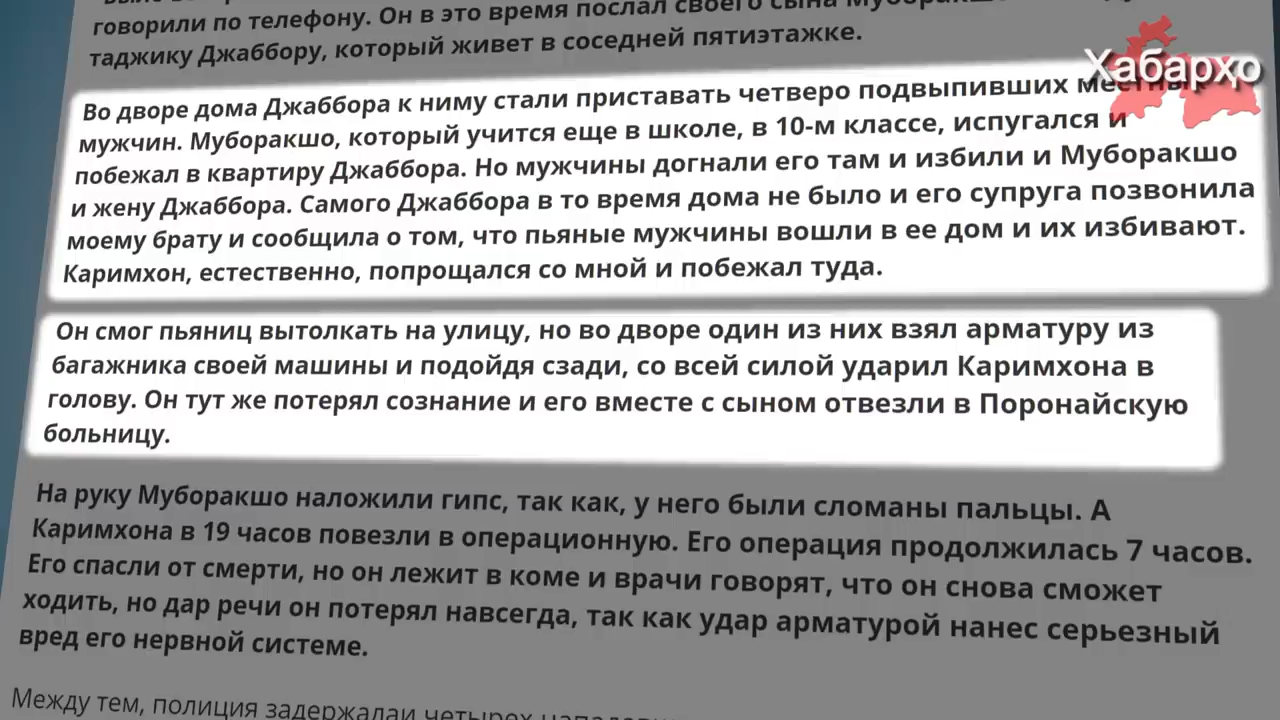 говорили по телефону. Он в это время послал своего сына
таджику Джаббору, который живет в соседней пятиэтажке.
Хабархо
Во дворе дома Джаббора к ниму стали приставать четверо подвыпивших местных
мужчин. Муборакшо, который учится еще в школе, в 10-м классе, испугался и
побежал в квартиру Джаббора. Но мужчины догнали его там и избили и Муборакшо
и жену Джаббора. Самого Джаббора в то время дома не было и его супруга позвонила
моему брату и сообщила о том, что пьяные мужчины вошли в ее дом и их избивают.
Каримхон, естественно, попрощался со мной и побежал туда.
Он смог пьяниц вытолкать на улицу, но во дворе один из них взял арматуру из
багажника своей машины и подойдя сзади, со всей силой ударил Каримхона в
голову. Он тут же потерял сознание и его вместе с сыном отвезли в Поронайскую
больницу.
На руку Муборакшо наложили гипс, так как, у него были сломаны пальцы. А
Каримхона в 19 часов повезли в операционную. Его операция продолжилась 7 часов.
Его спасли от смерти, но он лежит в коме и врачи говорят, что он снова сможет
ходить, но дар речи он потерял навсегда, так как удар арматурой нанес серьезный
вред его нервной системе.
Между тем, полиция задержалаи четырех